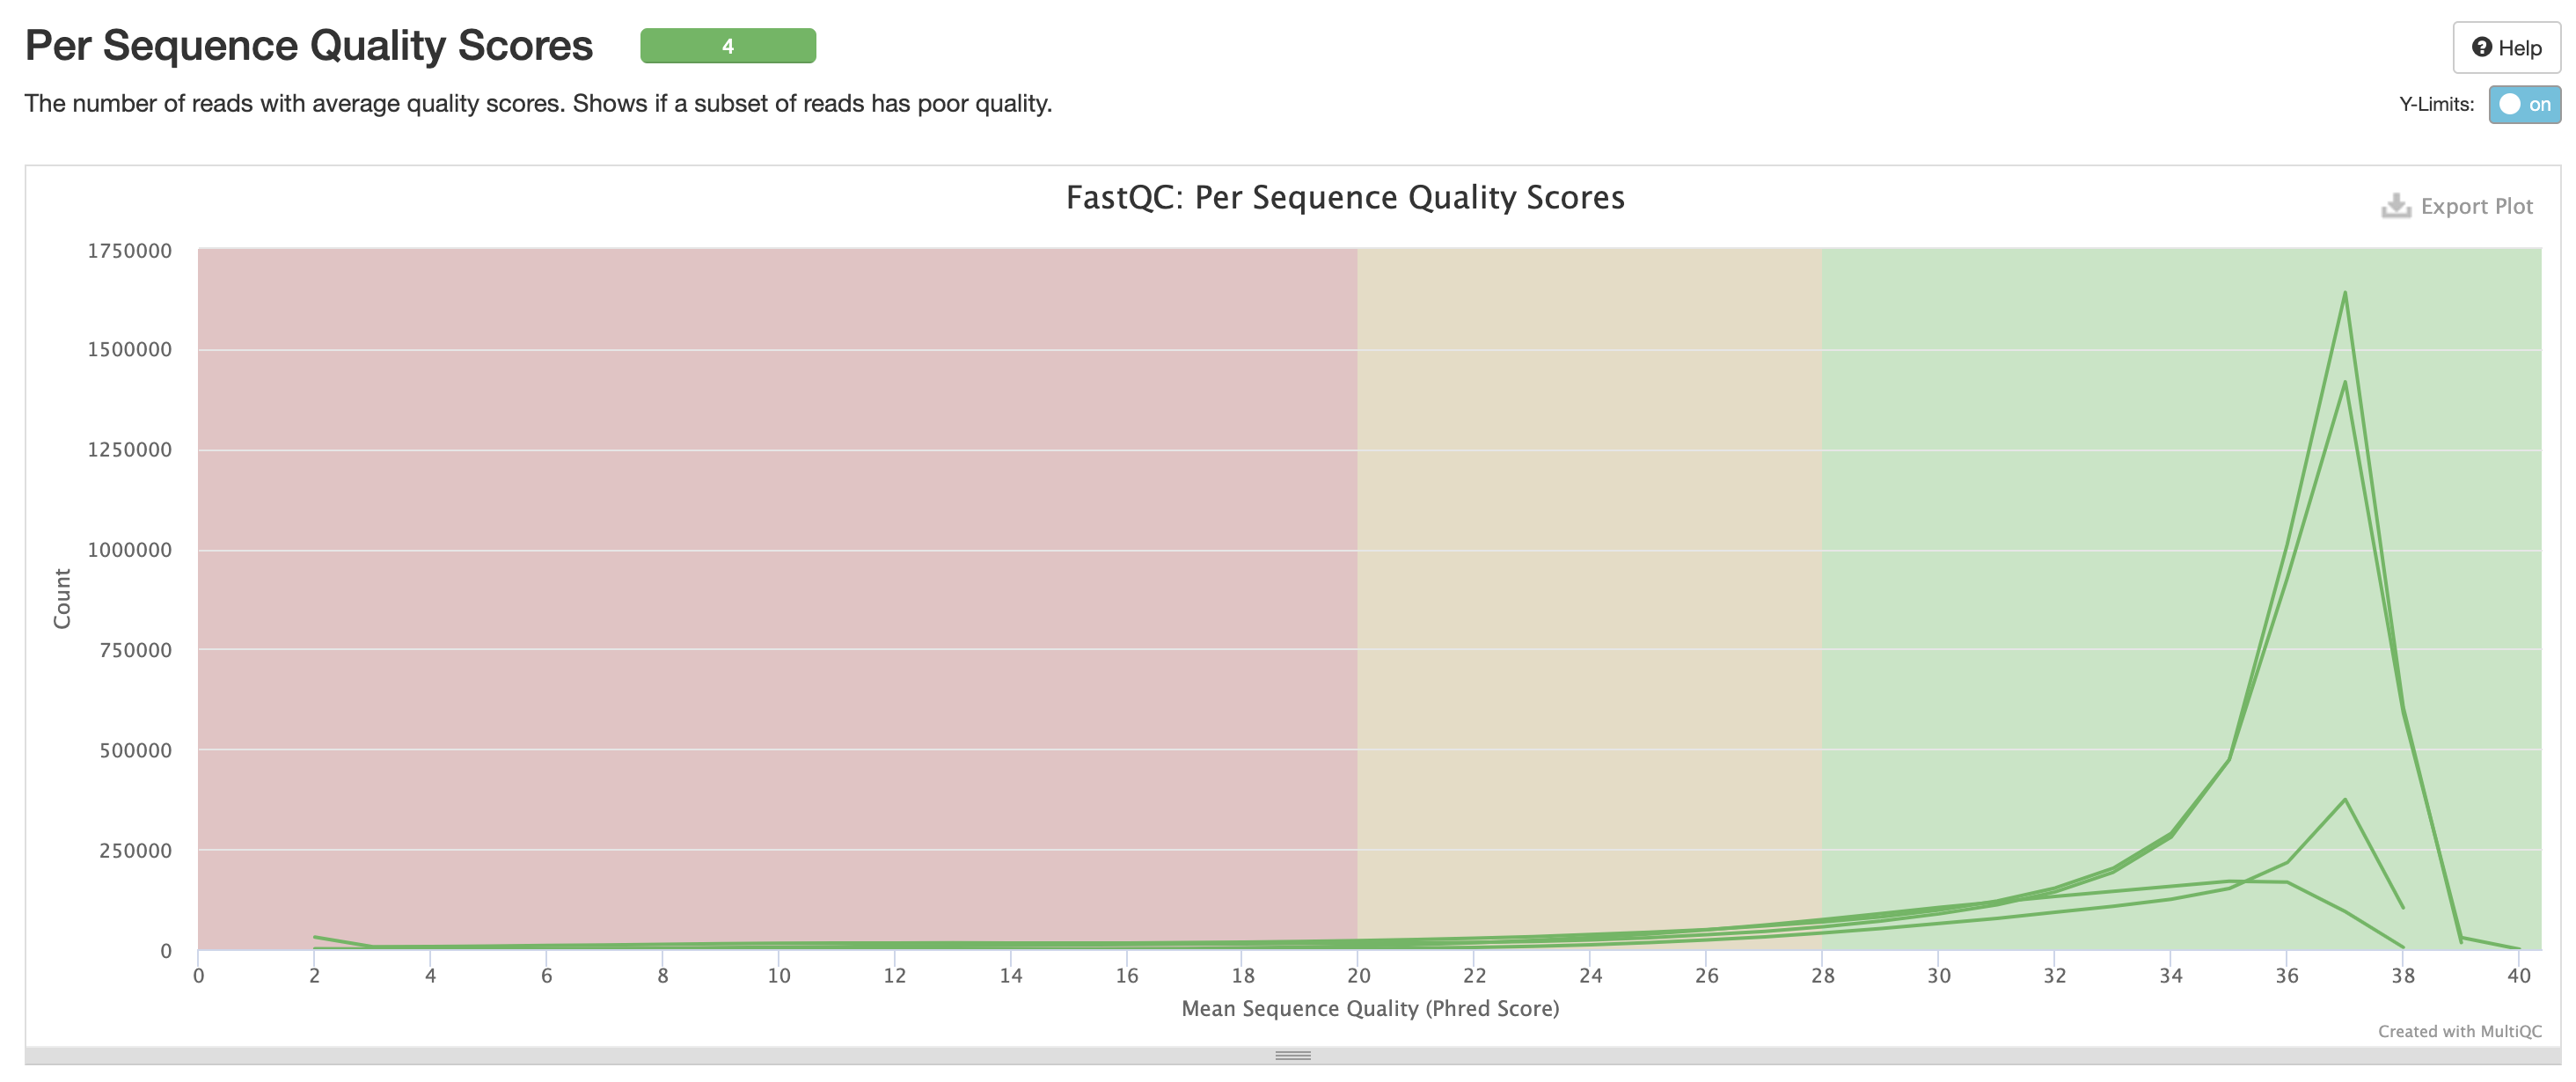 Per Sequence Quality Scores 4
Help
The number of reads with average quality scores. Shows if a subset of reads has poor quality.
Y-Limits: on
FastQC: Per Sequence Quality Scores
Export Plot
1750000
1500000
1250000
1000000
750000
500000
250000
0
Count
0 2 4 6 8 10 12 14 16 18 20 22 24 26 28 30 32 34 36 38 40
Mean Sequence Quality (Phred Score)
Created with MultiQC